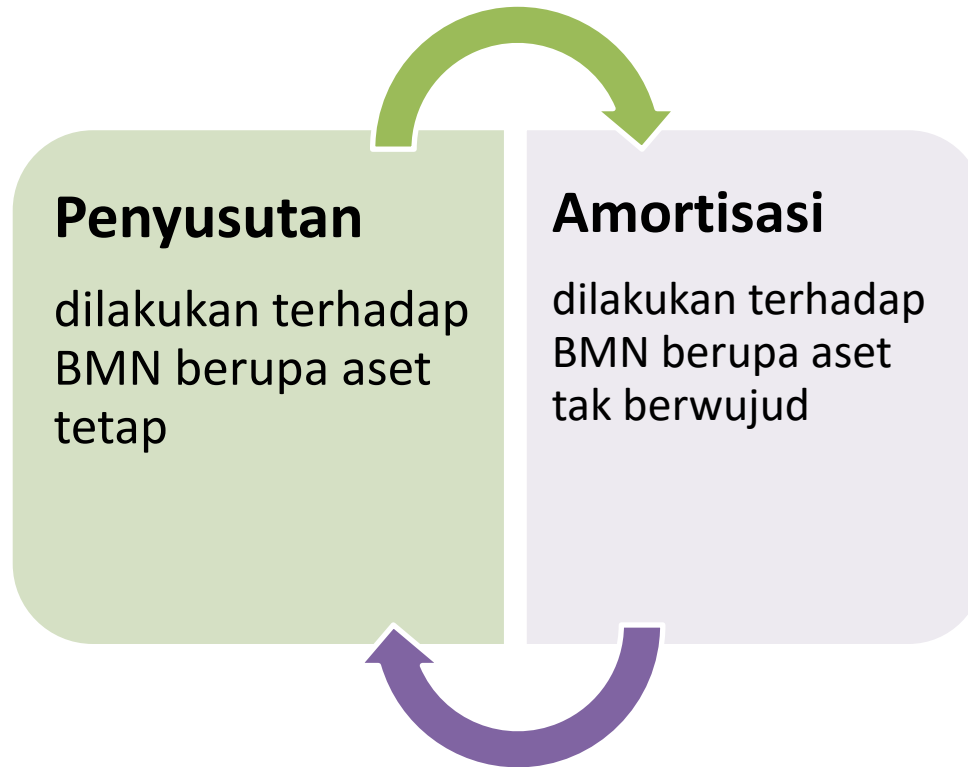 Penyusutan
dilakukan terhadap
BMN berupa aset
tetap
Amortisasi
dilakukan terhadap
BMN berupa aset
tak berwujud